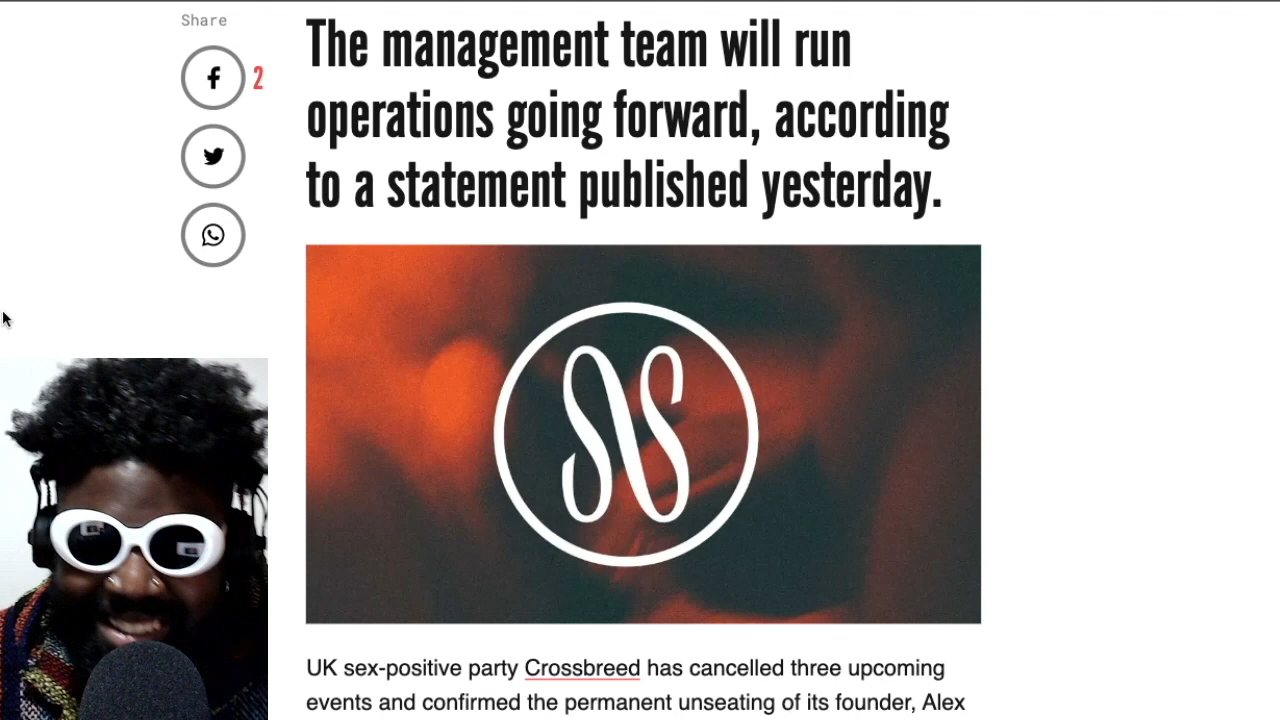 Share
2
The management team will run
operations going forward, according
to a statement published yesterday.
UK sex-positive party Crossbreed has cancelled three upcoming
events and confirmed the permanent unseating of its founder, Alex